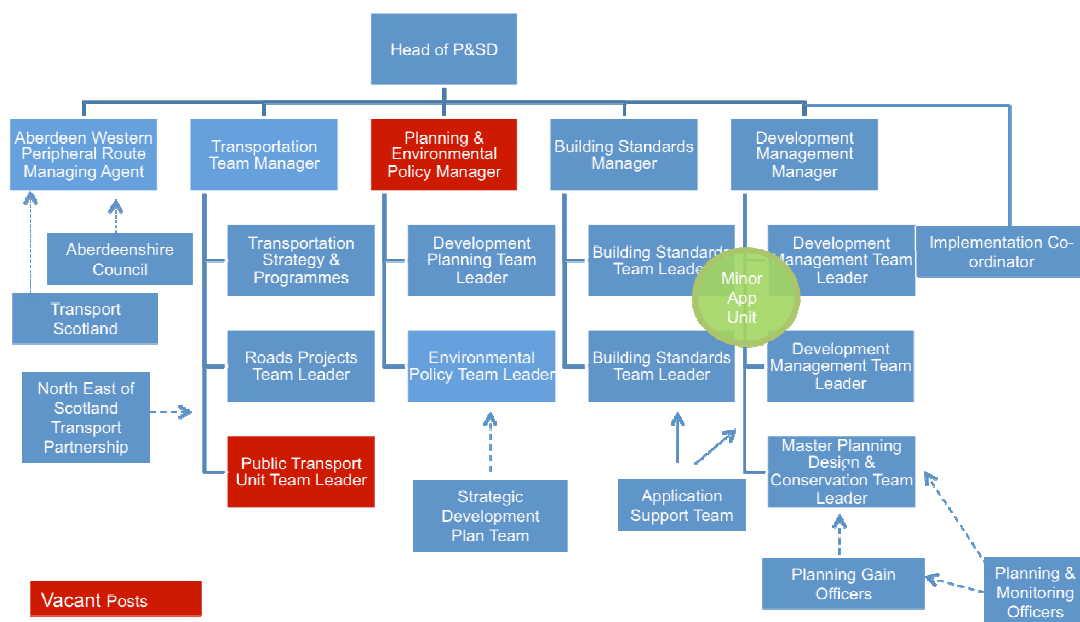 Head of P&SD
Aberdeen Western
Peripheral Route
Managing Agent
Transportation
Team Manager
Planning &
Environmental
Policy Manager
Building Standards
Manager
Development
Management
Manager
Aberdeenshire
Council
Transportation
Strategy &
Programmes
Development
Planning Team
Leader
Building Standards
Team Leader
Minor
App
Unit
Development
Management Team
Leader
Implementation Co-
ordinator
Transport
Scotland
Roads Projects
Team Leader
Environmental
Policy Team Leader
Building Standards
Team Leader
Development
Management Team
Leader
North East of
Scotland
Transport
Partnership
Public Transport
Unit Team Leader
Strategic
Development
Plan Team
Application
Support Team
Master Planning
Design &
Conservation Team
Leader
Planning Gain
Officers
Planning &
Monitoring
Officers
Vacant Posts